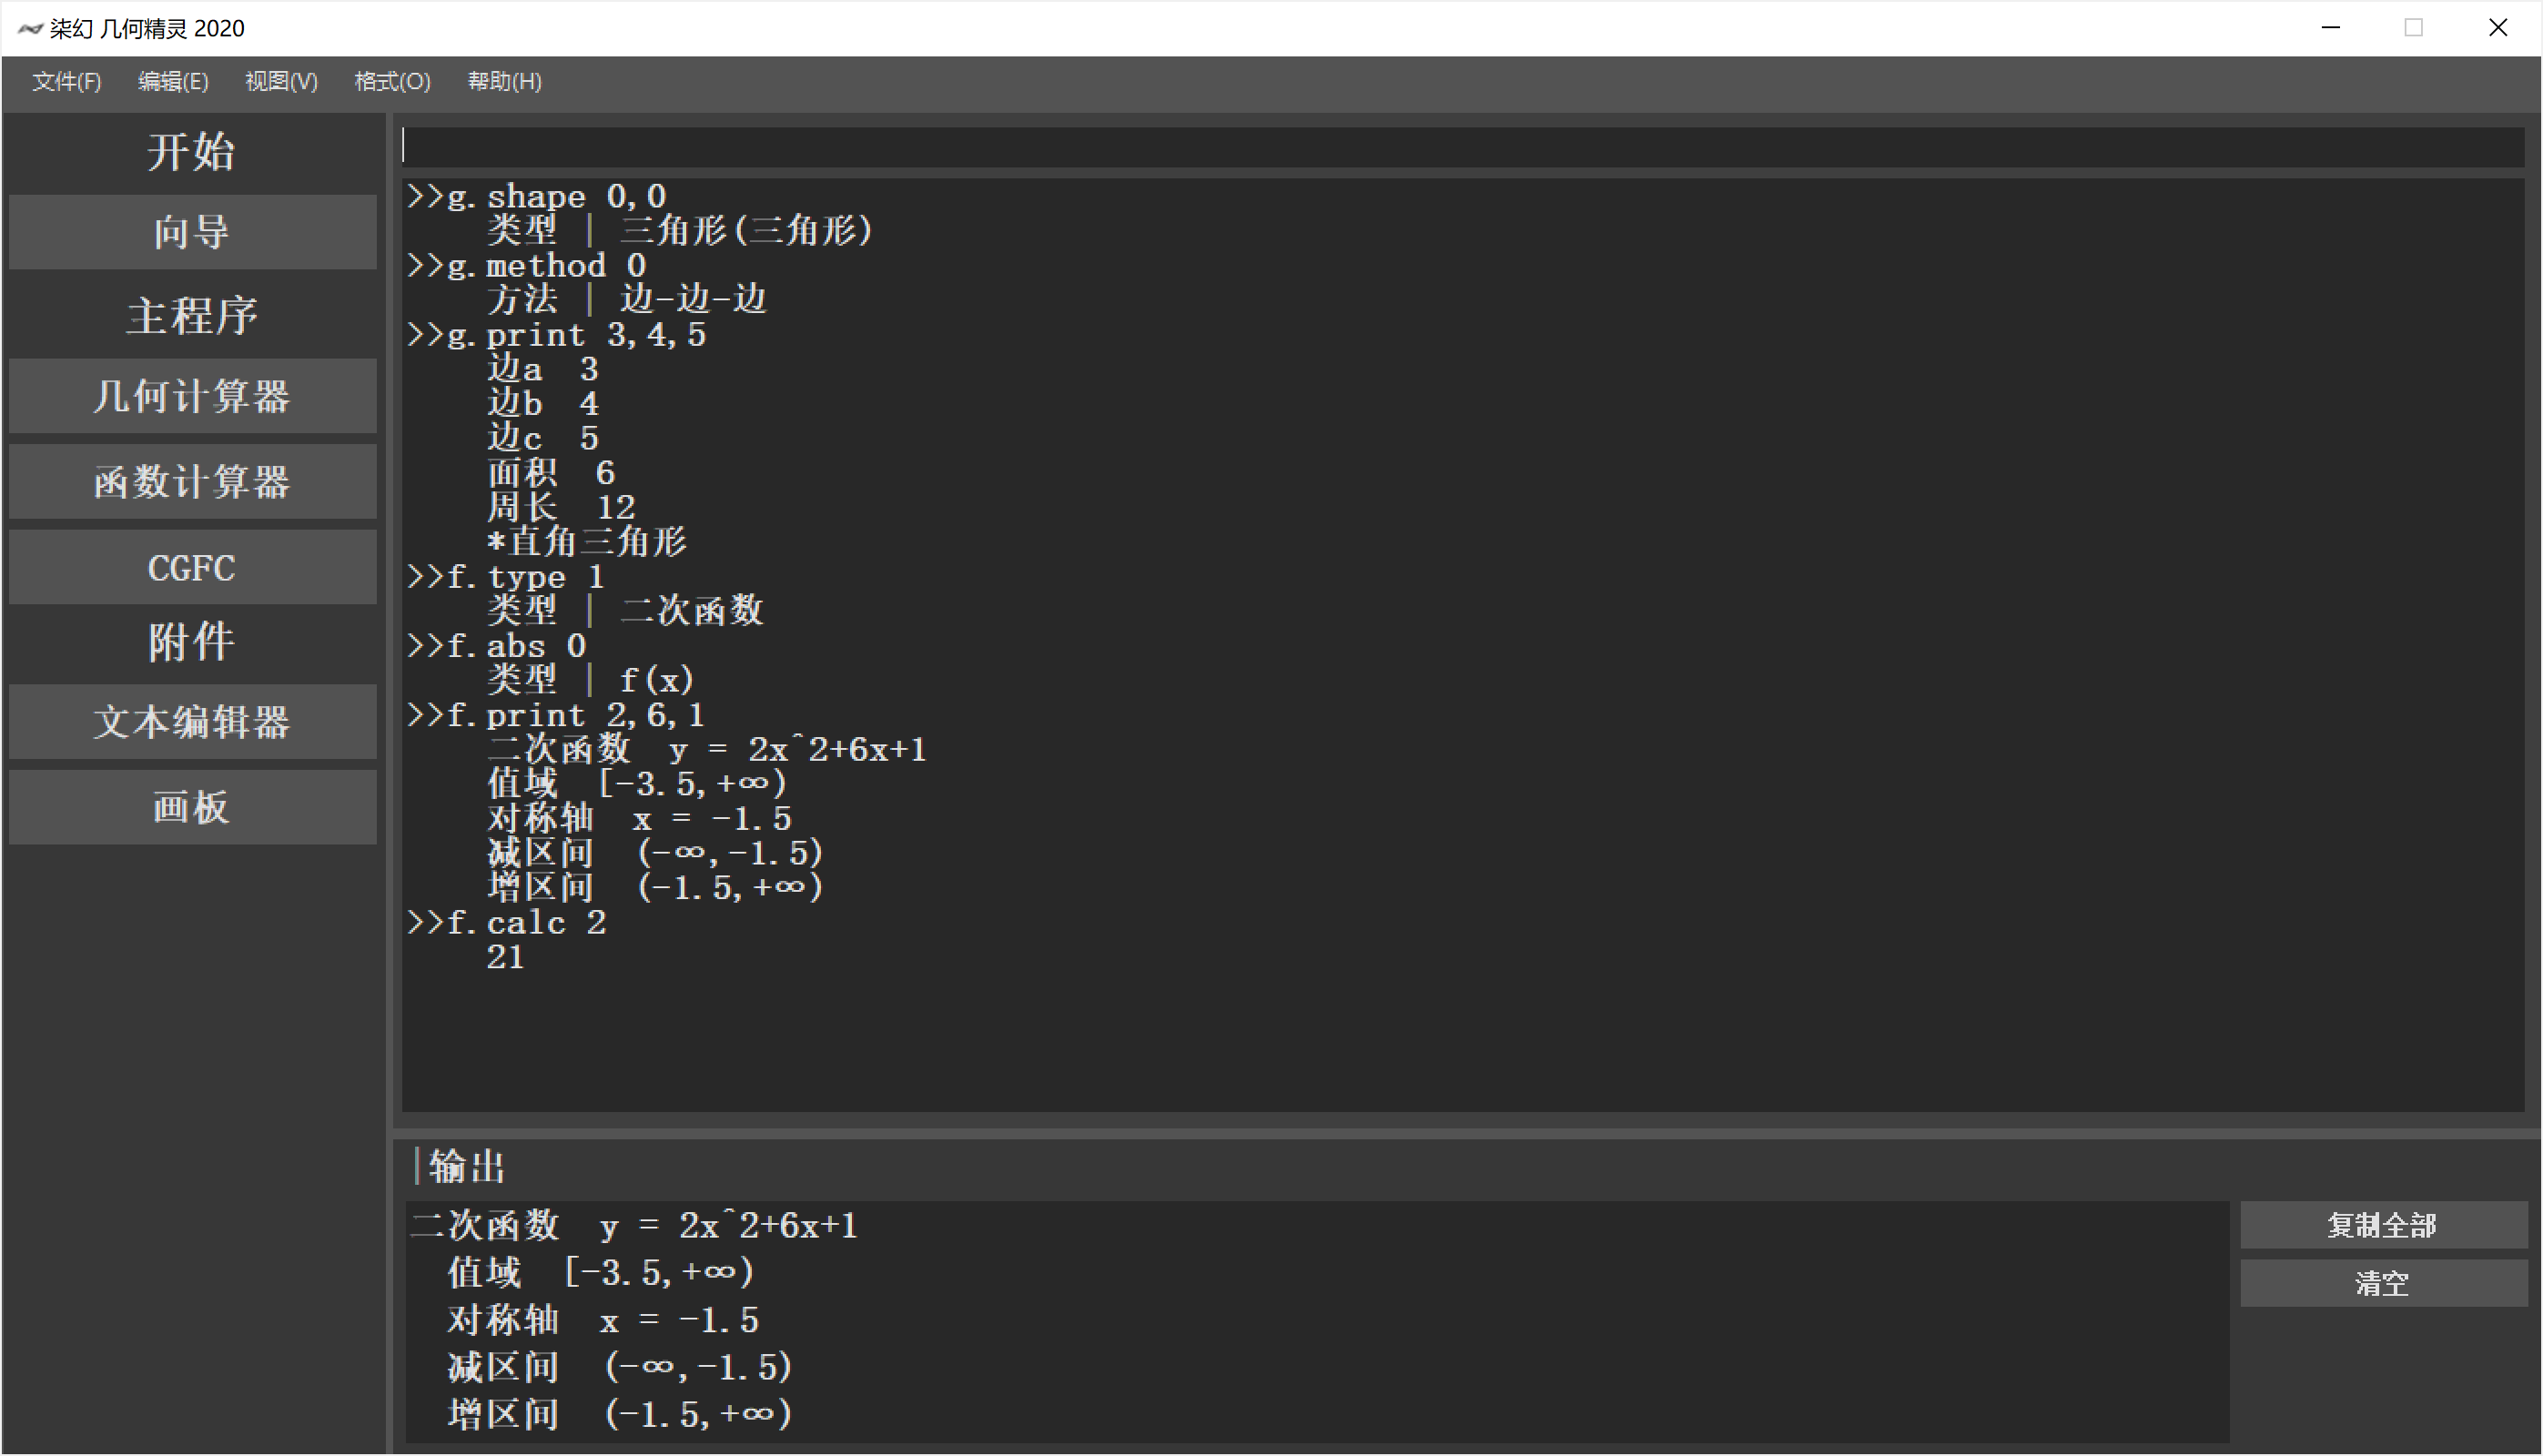 柒幻 几何精灵 2020
文件(F) 编辑(E) 视图(V) 格式(O) 帮助(H)
开始
向导
主程序
几何计算器
函数计算器
CGFC
附件
文本编辑器
画板
>>g.shape 0,0
类型 | 三角形(三角形)
>>g.method 0
方法 | 边-边-边
>>g.print 3,4,5
边a 3
边b 4
边c 5
面积 6
周长 12
*直角三角形
>>f.type 1
类型 | 二次函数
>>f.abs 0
类型 | f(x)
>>f.print 2,6,1
二次函数 y = 2x^2+6x+1
值域 [-3.5,+∞)
对称轴 x = -1.5
减区间 (-∞,-1.5)
增区间 (-1.5,+∞)
>>f.calc 2
21
|输出
二次函数 y = 2x^2+6x+1
值域 [-3.5,+∞)
对称轴 x = -1.5
减区间 (-∞,-1.5)
增区间 (-1.5,+∞)
复制全部
清空